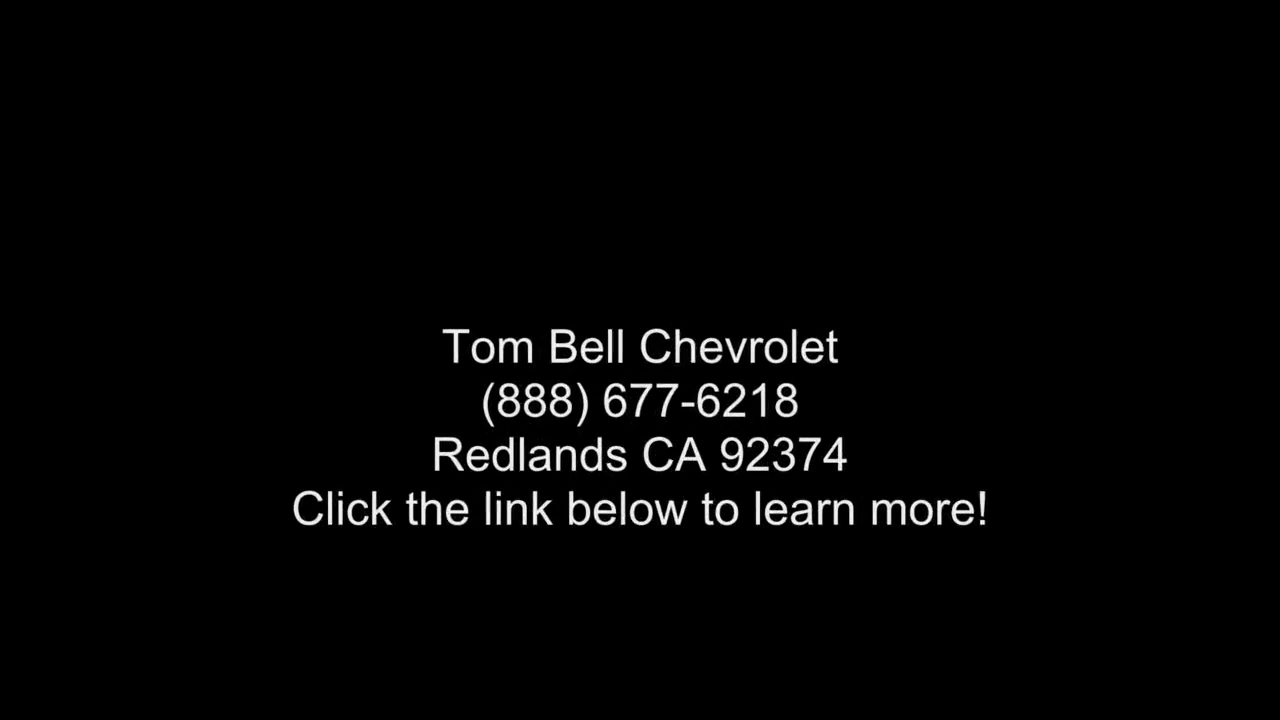 Tom Bell Chevrolet
(888) 677-6218
Redlands CA 92374
Click the link below to learn more!